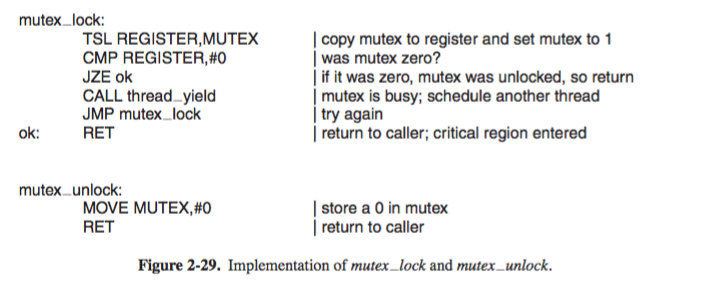 mutex_lock:
TSL REGISTER,MUTEX | copy mutex to register and set mutex to 1
CMP REGISTER,#0 | was mutex zero?
JZE ok | if it was zero, mutex was unlocked, so return
CALL thread_yield | mutex is busy; schedule another thread
JMP mutex_lock | try again
ok: RET | return to caller; critical region entered
mutex_unlock:
MOVE MUTEX,#0 | store a 0 in mutex
RET | return to caller
Figure 2-29. Implementation of mutex_lock and mutex_unlock.